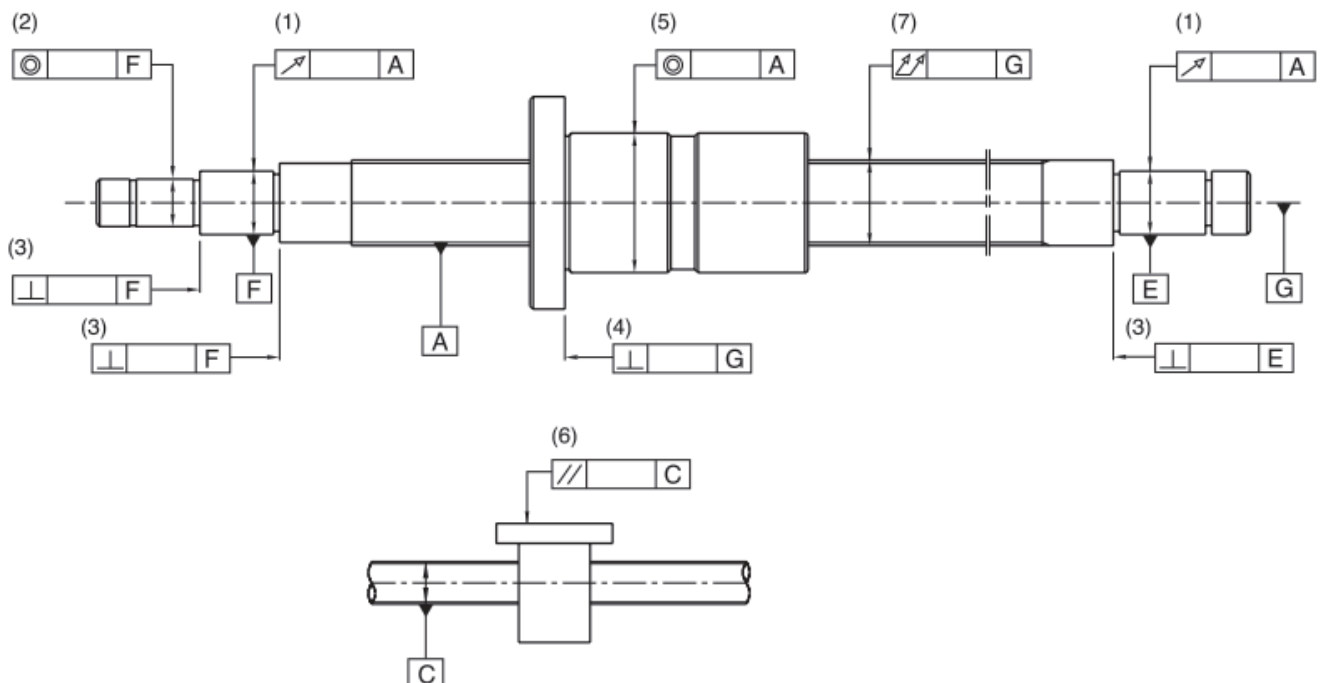 (2) (1) (5) (7) (1)
F A A G A
(3)
F F E G
(3) A (4) (3)
F G E
(6)
C
C